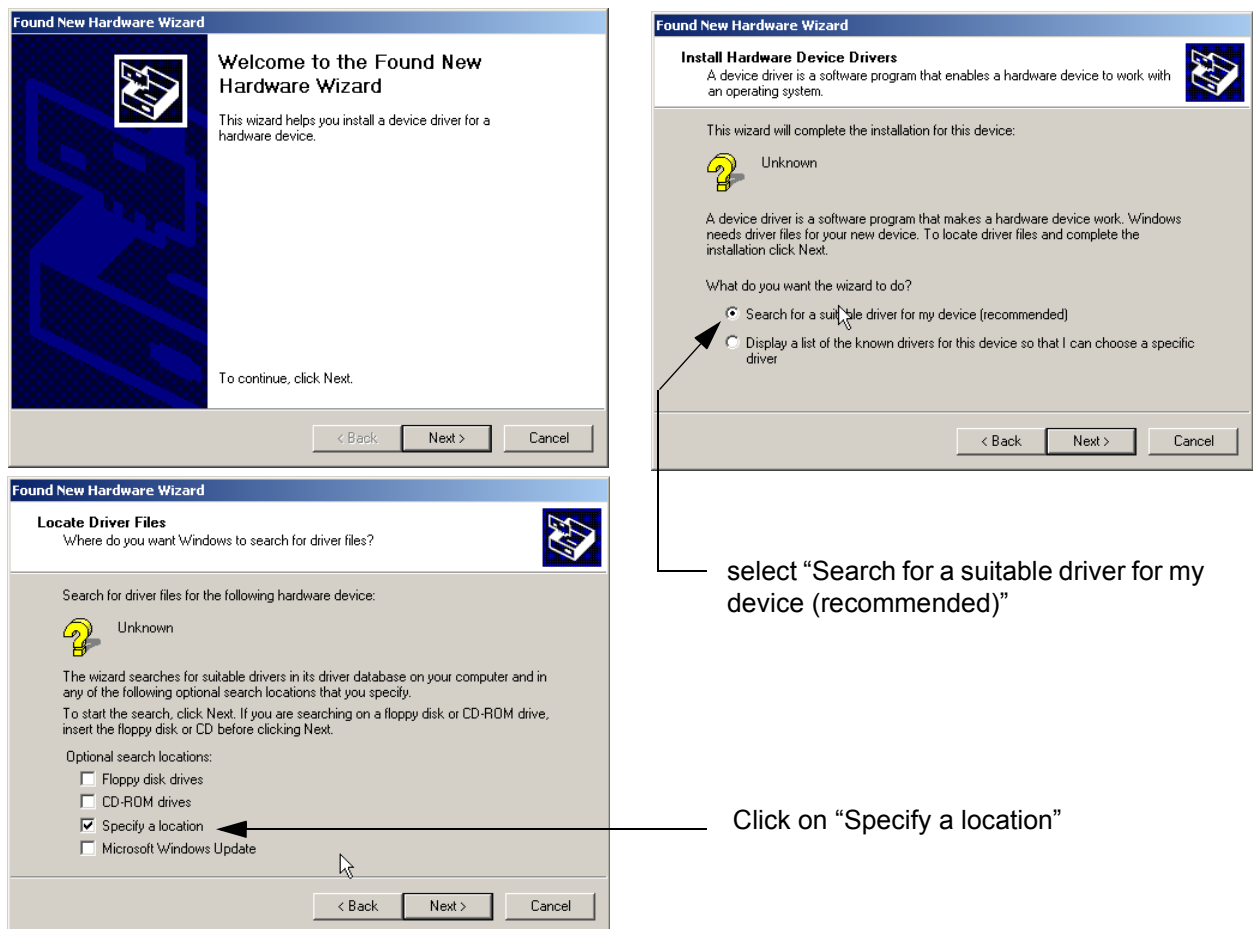 Found New Hardware Wizard
Welcome to the Found New
Hardware Wizard
This wizard helps you install a device driver for a
hardware device.
To continue, click Next.
< Back
Next >
Cancel
Found New Hardware Wizard
Install Hardware Device Drivers
A device driver is a software program that enables a hardware device to work with
an operating system.
This wizard will complete the installation for this device:
Unknown
A device driver is a software program that makes a hardware device work. Windows
needs driver files for your new device. To locate driver files and complete the
installation click Next.
What do you want the wizard to do?
Search for a suitable driver for my device (recommended)
Display a list of the known drivers for this device so that I can choose a specific
driver
< Back
Next >
Cancel
select “Search for a suitable driver for my
device (recommended)”
Found New Hardware Wizard
Locate Driver Files
Where do you want Windows to search for driver files?
Search for driver files for the following hardware device:
Unknown
The wizard searches for suitable drivers in its driver database on your computer and in
any of the following optional search locations that you specify.
To start the search, click Next. If you are searching on a floppy disk or CD-ROM drive,
insert the floppy disk or CD before clicking Next.
Optional search locations:
Floppy disk drives
CD-ROM drives
Specify a location
Microsoft Windows Update
< Back
Next >
Cancel
Click on “Specify a location”